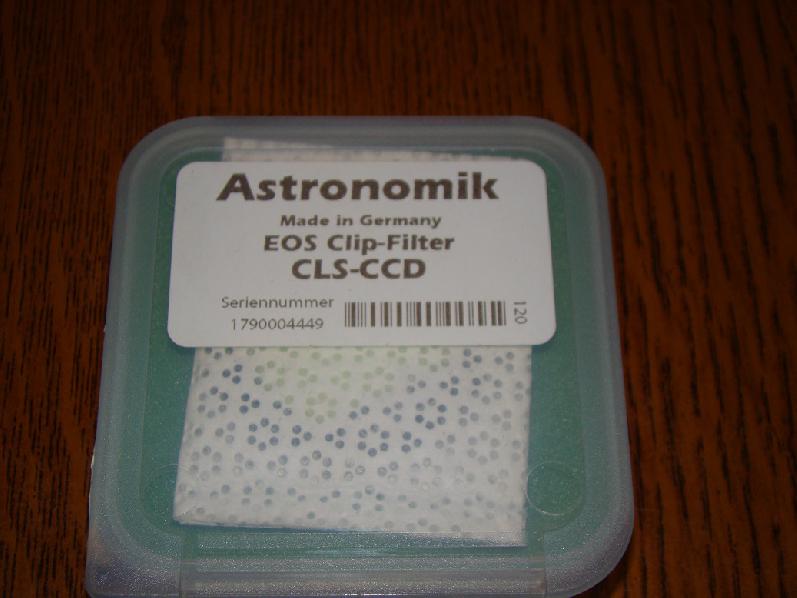 Astronomik
Made in Germany
EOS Clip-Filter
CLS-CCD
Seriennummer
1790004449
120